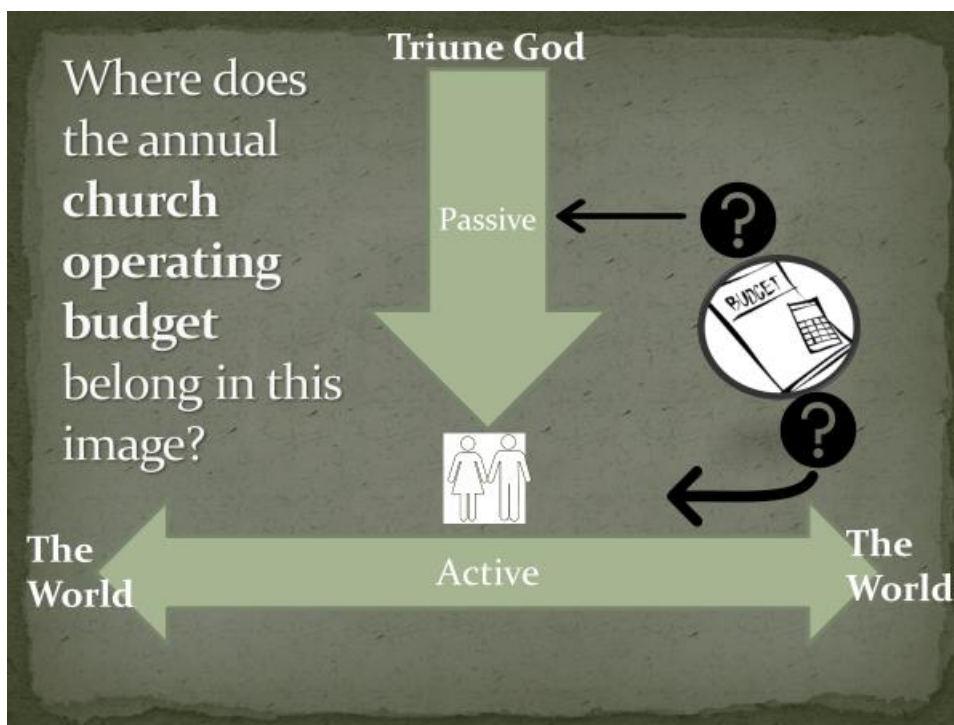 Triune God
Where does
the annual
church
operating
budget
belong in this
image?
Passive
?
BUDGET
?
The
World
Active
The
World